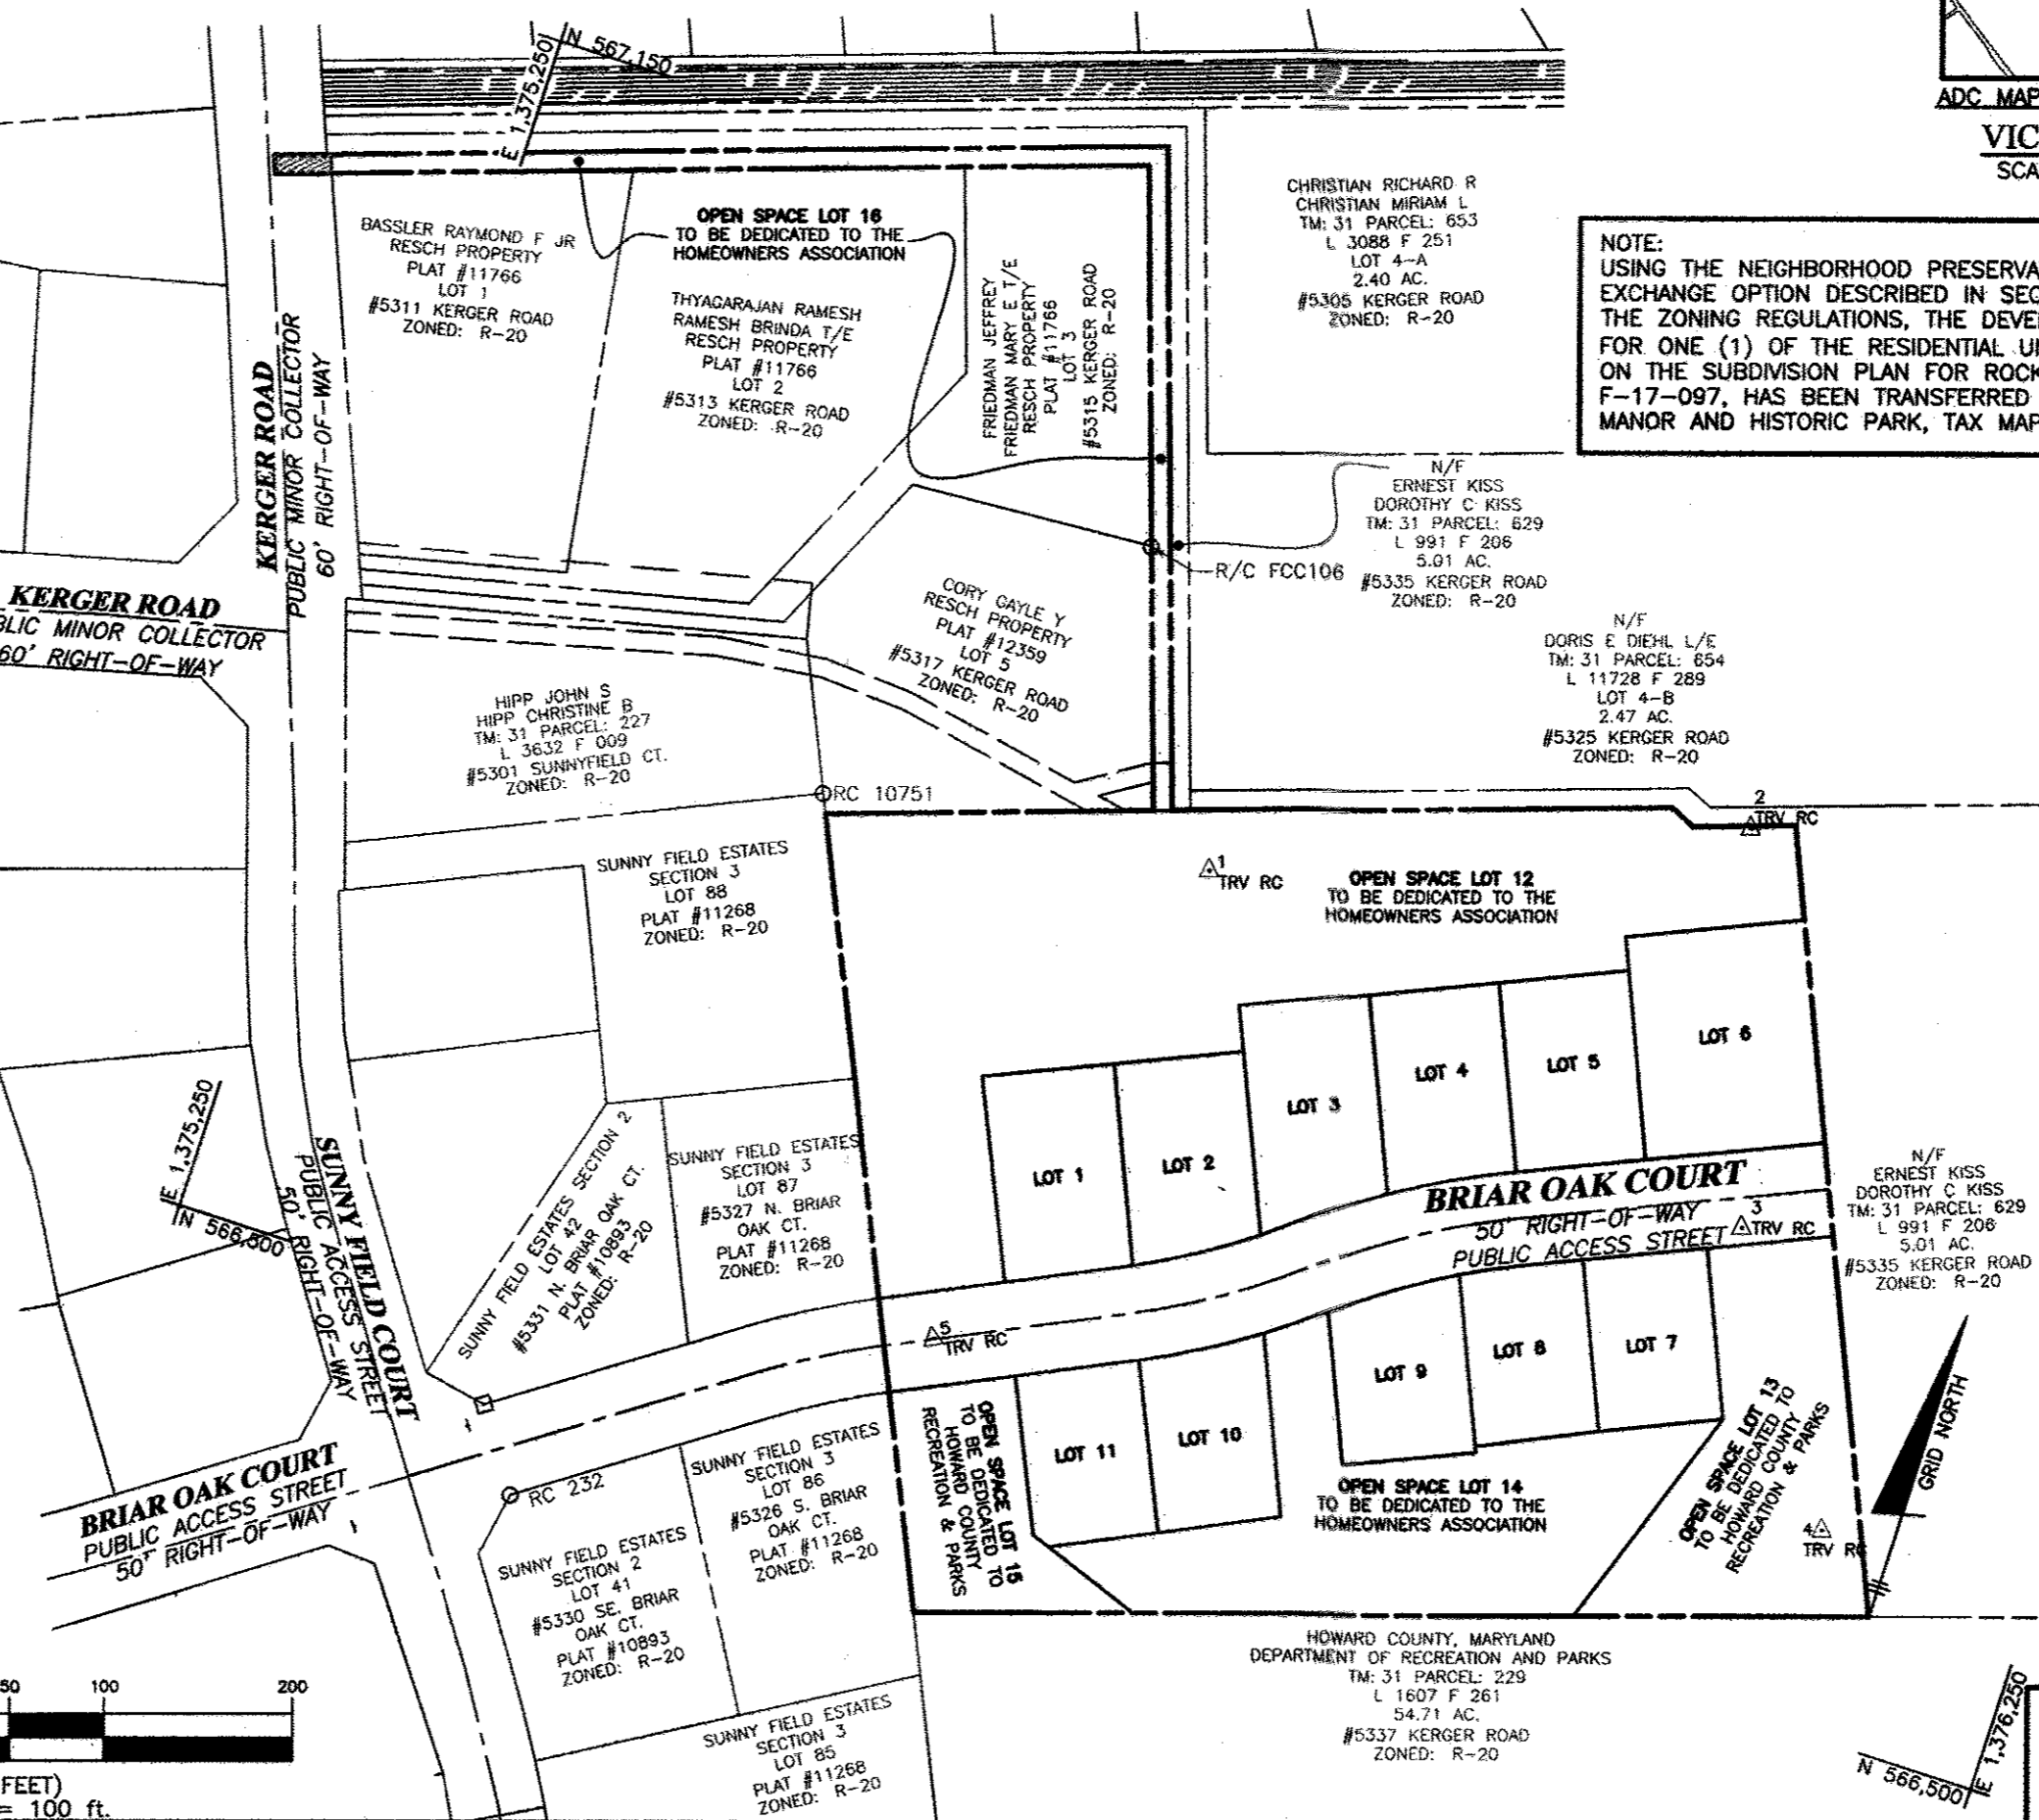 N 567,150
E 1,375,250
ADC MAP
VIC
SCA
NOTE:
USING THE NEIGHBORHOOD PRESERVA
EXCHANGE OPTION DESCRIBED IN SEC
THE ZONING REGULATIONS, THE DEVE
FOR ONE (1) OF THE RESIDENTIAL U
ON THE SUBDIVISION PLAN FOR ROCK
F-17-097, HAS BEEN TRANSFERRED
MANOR AND HISTORIC PARK, TAX MAP
BASSLER RAYMOND F JR
RESCH PROPERTY
PLAT #11766
LOT 1
#5311 KERGER ROAD
ZONED: R-20
OPEN SPACE LOT 16
TO BE DEDICATED TO THE
HOMEOWNERS ASSOCIATION
THYAGARAJAN RAMESH
RAMESH BRINDA T/E
RESCH PROPERTY
PLAT #11766
LOT 2
#5313 KERGER ROAD
ZONED: R-20
FRIEDMAN JEFFREY
FRIEDMAN MARY E T/E
RESCH PROPERTY
PLAT #11766
LOT 3
#5315 KERGER ROAD
ZONED: R-20
CHRISTIAN RICHARD R
CHRISTIAN MIRIAM L
TM: 31 PARCEL: 653
L 3088 F 251
LOT 4-A
2.40 AC.
#5305 KERGER ROAD
ZONED: R-20
KERGER ROAD
PUBLIC MINOR COLLECTOR
60' RIGHT-OF-WAY
N/F
ERNEST KISS
DOROTHY C KISS
TM: 31 PARCEL: 629
L 991 F 206
5.01 AC.
#5335 KERGER ROAD
ZONED: R-20
R/C FCC106
KERGER ROAD
BLIC MINOR COLLECTOR
60' RIGHT-OF-WAY
CORY GAYLE Y
RESCH PROPERTY
PLAT #12359
LOT 5
#5317 KERGER ROAD
ZONED: R-20
N/F
DORIS E DIEHL L/E
TM: 31 PARCEL: 654
L 11728 F 289
LOT 4-B
2.47 AC.
#5325 KERGER ROAD
ZONED: R-20
HIPP JOHN S
HIPP CHRISTINE B
TM: 31 PARCEL: 227
L 3632 F 009
#5301 SUNNYFIELD CT.
ZONED: R-20
RC 10751
2
TRV RC
SUNNY FIELD ESTATES
SECTION 3
LOT 88
PLAT #11268
ZONED: R-20
1
TRV RC
OPEN SPACE LOT 12
TO BE DEDICATED TO THE
HOMEOWNERS ASSOCIATION
LOT 1
LOT 2
LOT 3
LOT 4
LOT 5
LOT 6
E 1,375,250
N 566,500
SUNNY FIELD COURT
PUBLIC ACCESS STREET
50' RIGHT-OF-WAY
SUNNY FIELD ESTATES SECTION 2
LOT 42
#5331 N. BRIAR OAK CT.
PLAT #10893
ZONED: R-20
SUNNY FIELD ESTATES
SECTION 3
LOT 87
#5327 N. BRIAR
OAK CT.
PLAT #11268
ZONED: R-20
BRIAR OAK COURT
50' RIGHT-OF-WAY
PUBLIC ACCESS STREET
3
TRV RC
N/F
ERNEST KISS
DOROTHY C KISS
TM: 31 PARCEL: 629
L 991 F 206
5.01 AC.
#5335 KERGER ROAD
ZONED: R-20
5
TRV RC
LOT 11
LOT 10
LOT 9
LOT 8
LOT 7
OPEN SPACE LOT 15
TO BE DEDICATED TO
HOWARD COUNTY
RECREATION & PARKS
OPEN SPACE LOT 14
TO BE DEDICATED TO THE
HOMEOWNERS ASSOCIATION
OPEN SPACE LOT 13
TO BE DEDICATED TO
HOWARD COUNTY
RECREATION & PARKS
GRID NORTH
4
TRV RC
BRIAR OAK COURT
PUBLIC ACCESS STREET
50' RIGHT-OF-WAY
RC 232
SUNNY FIELD ESTATES
SECTION 2
LOT 41
#5330 SE. BRIAR
OAK CT.
PLAT #10893
ZONED: R-20
SUNNY FIELD ESTATES
SECTION 3
LOT 86
#5326 S. BRIAR
OAK CT.
PLAT #11268
ZONED: R-20
SUNNY FIELD ESTATES
SECTION 3
LOT 85
PLAT #11268
ZONED: R-20
HOWARD COUNTY, MARYLAND
DEPARTMENT OF RECREATION AND PARKS
TM: 31 PARCEL: 229
L 1607 F 261
54.71 AC.
#5337 KERGER ROAD
ZONED: R-20
50 100 200
FEET)
= 100 ft.
N 566,500
E 1,376,250